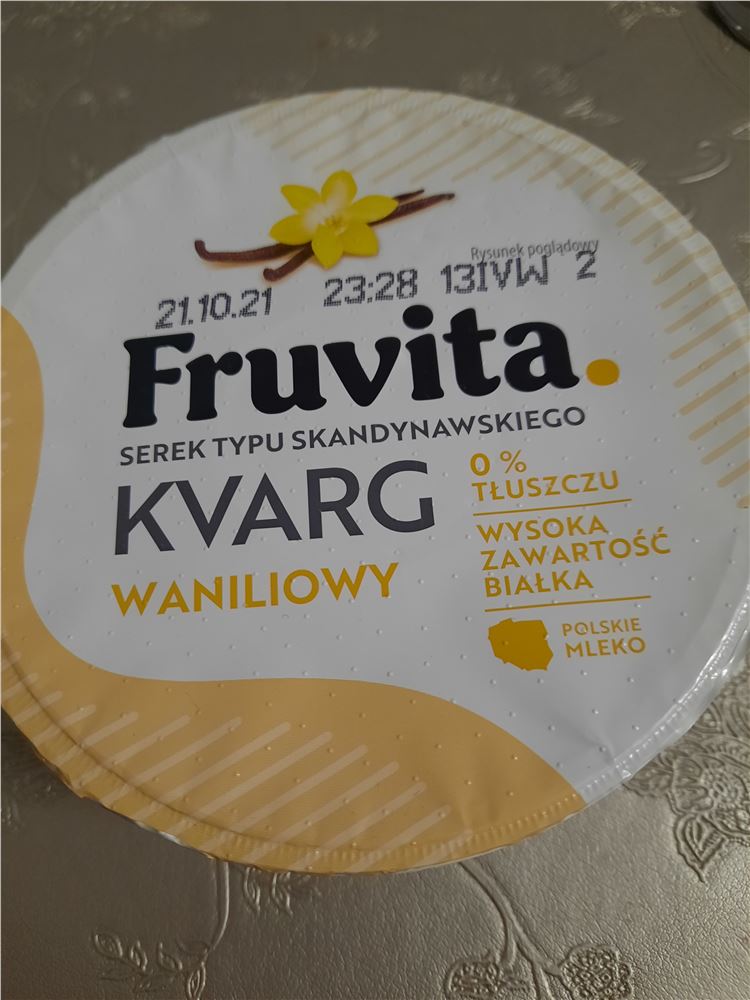 Rysunek poglądowy
21.10.21 23:28 13IVW 2
Fruvita.
SEREK TYPU SKANDYNAWSKIEGO
KVARG
WANILIOWY
0 %
TŁUSZCZU
WYSOKA
ZAWARTOŚĆ
BIAŁKA
POLSKIE
MLEKO